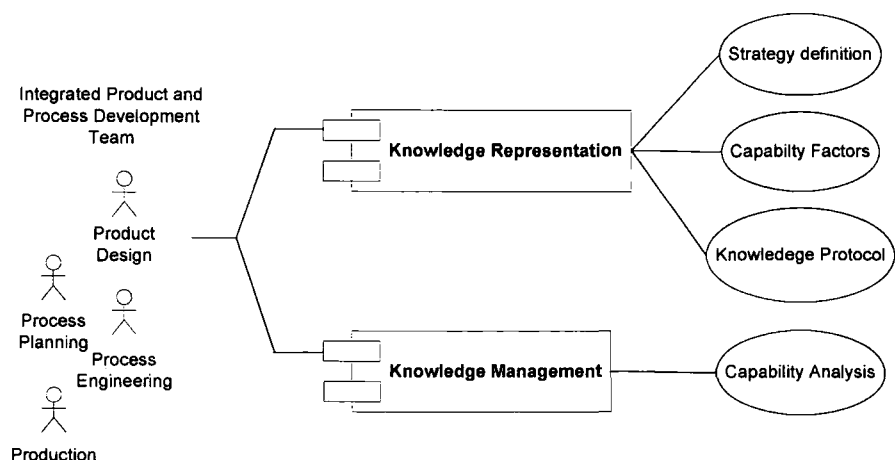 Strategy definition
Integrated Product and
Process Development
Team
Knowledge Representation
Capabilty Factors
Product
Design
Knowledege Protocol
Process
Planning
Process
Engineering
Knowledge Management
Capability Analysis
Production